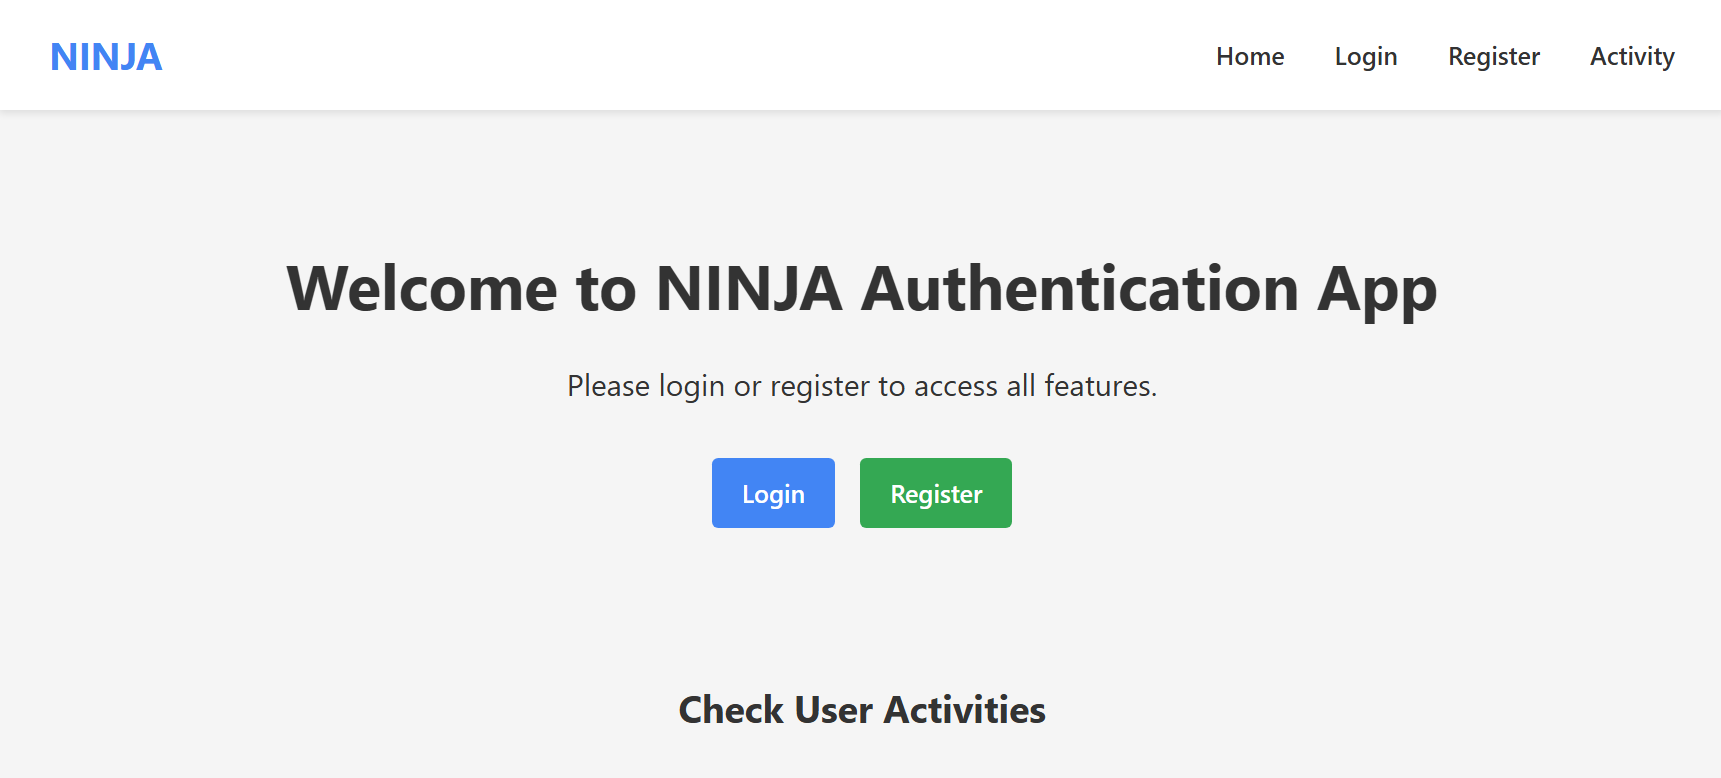 NINJA
Home Login Register Activity
Welcome to NINJA Authentication App
Please login or register to access all features.
Login Register
Check User Activities